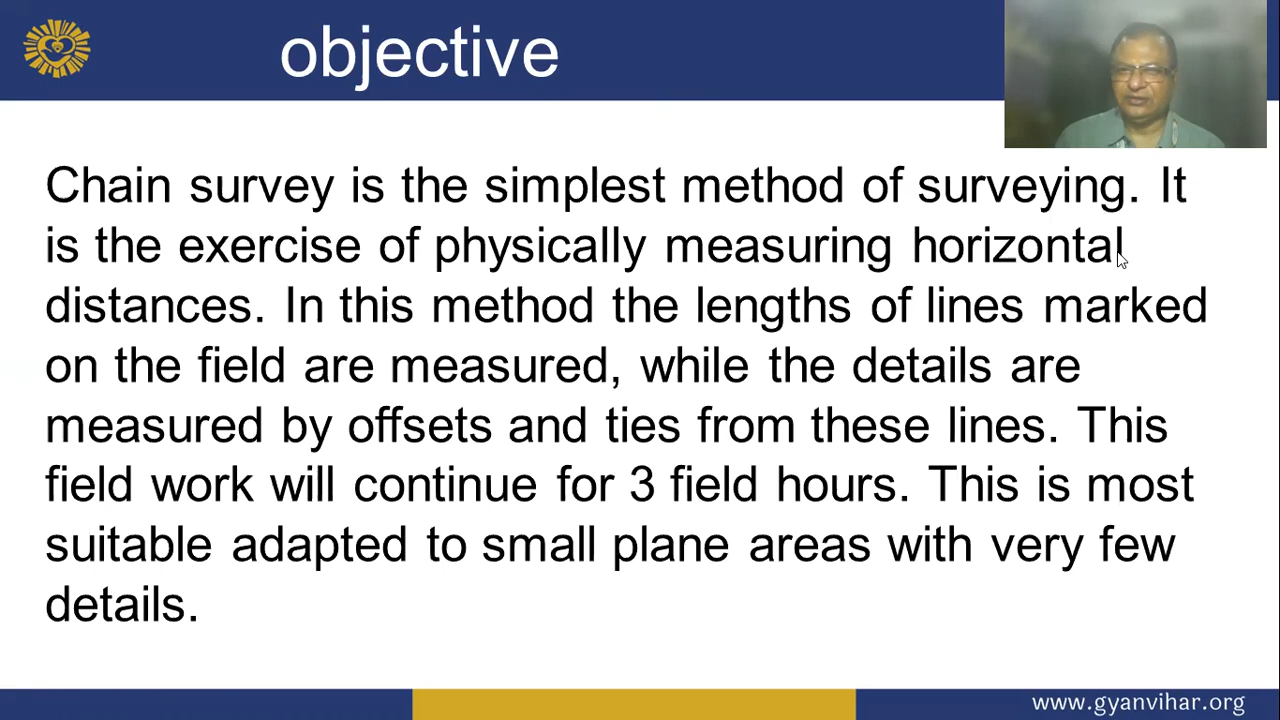 objective
Chain survey is the simplest method of surveying. It
is the exercise of physically measuring horizontal
distances. In this method the lengths of lines marked
on the field are measured, while the details are
measured by offsets and ties from these lines. This
field work will continue for 3 field hours. This is most
suitable adapted to small plane areas with very few
details.
www.gyanvihar.org